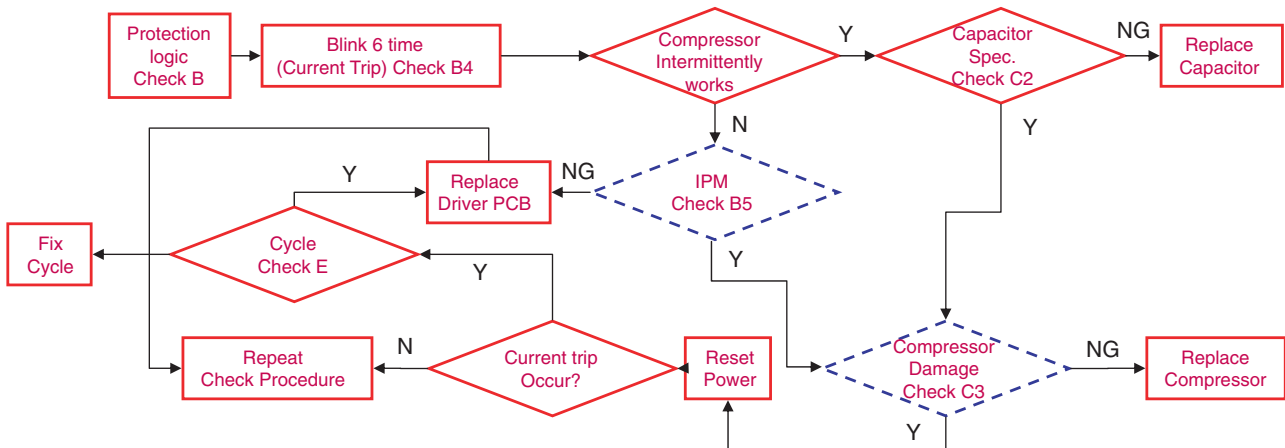 Protection
logic
Check B
Blink 6 time
(Current Trip) Check B4
Compressor
Intermittently
works
Y
Capacitor
Spec.
Check C2
NG
Replace
Capacitor
N
Y
Y
NG
Replace
Driver PCB
IPM
Check B5
Fix
Cycle
Cycle
Check E
Y
Y
Repeat
Check Procedure
N
Current trip
Occur?
Reset
Power
Compressor
Damage
Check C3
NG
Replace
Compressor
Y